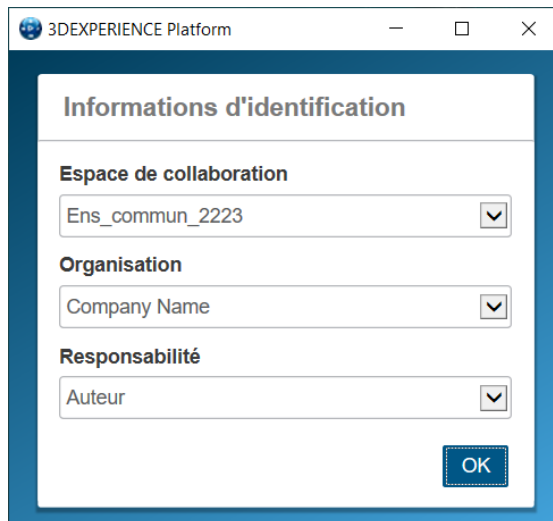 3DEXPERIENCE Platform
Informations d'identification
Espace de collaboration
Ens_commun_2223
Organisation
Company Name
Responsabilité
Auteur
OK